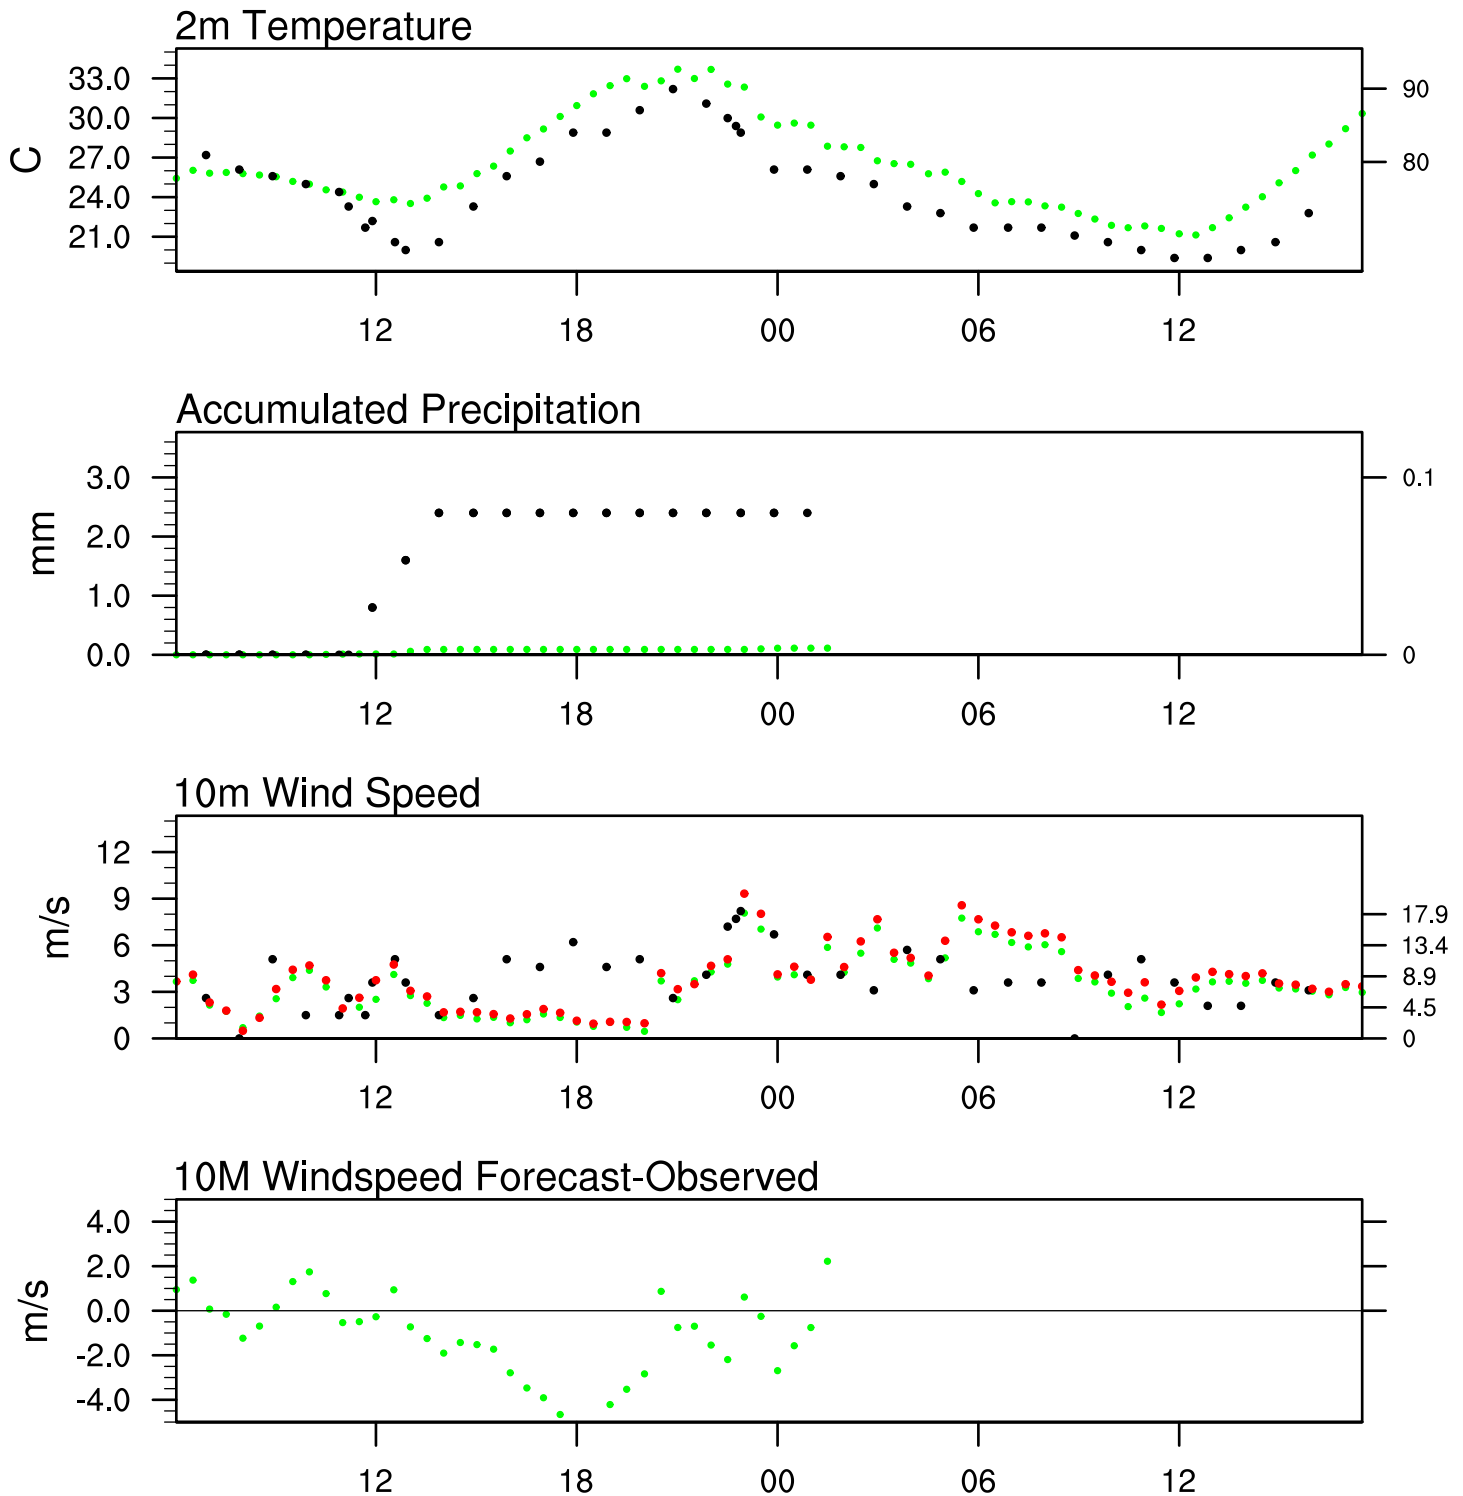 2m Temperature
C
33.0
30.0
27.0
24.0
21.0
90
80
12 18 00 06 12
Accumulated Precipitation
mm
3.0
2.0
1.0
0.0
0.1
0
12 18 00 06 12
10m Wind Speed
m/s
12
9
6
3
0
17.9
13.4
8.9
4.5
0
12 18 00 06 12
10M Windspeed Forecast-Observed
m/s
4.0
2.0
0.0
-2.0
-4.0
12 18 00 06 12